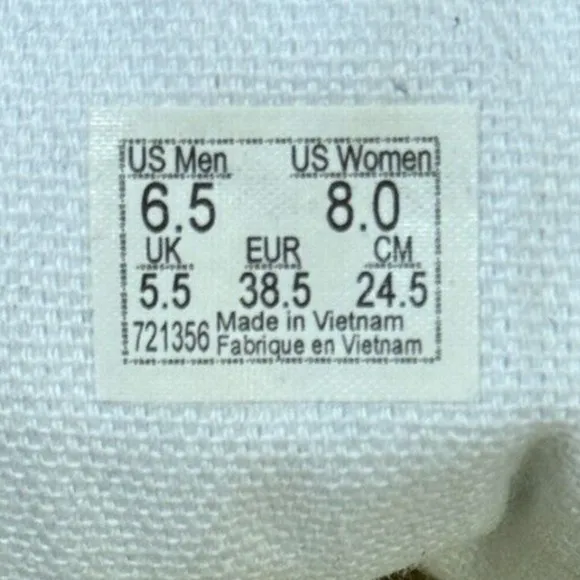 US Men US Women
6.5 8.0
UK EUR CM
5.5 38.5 24.5
721356 Made in Vietnam
Fabrique en Vietnam